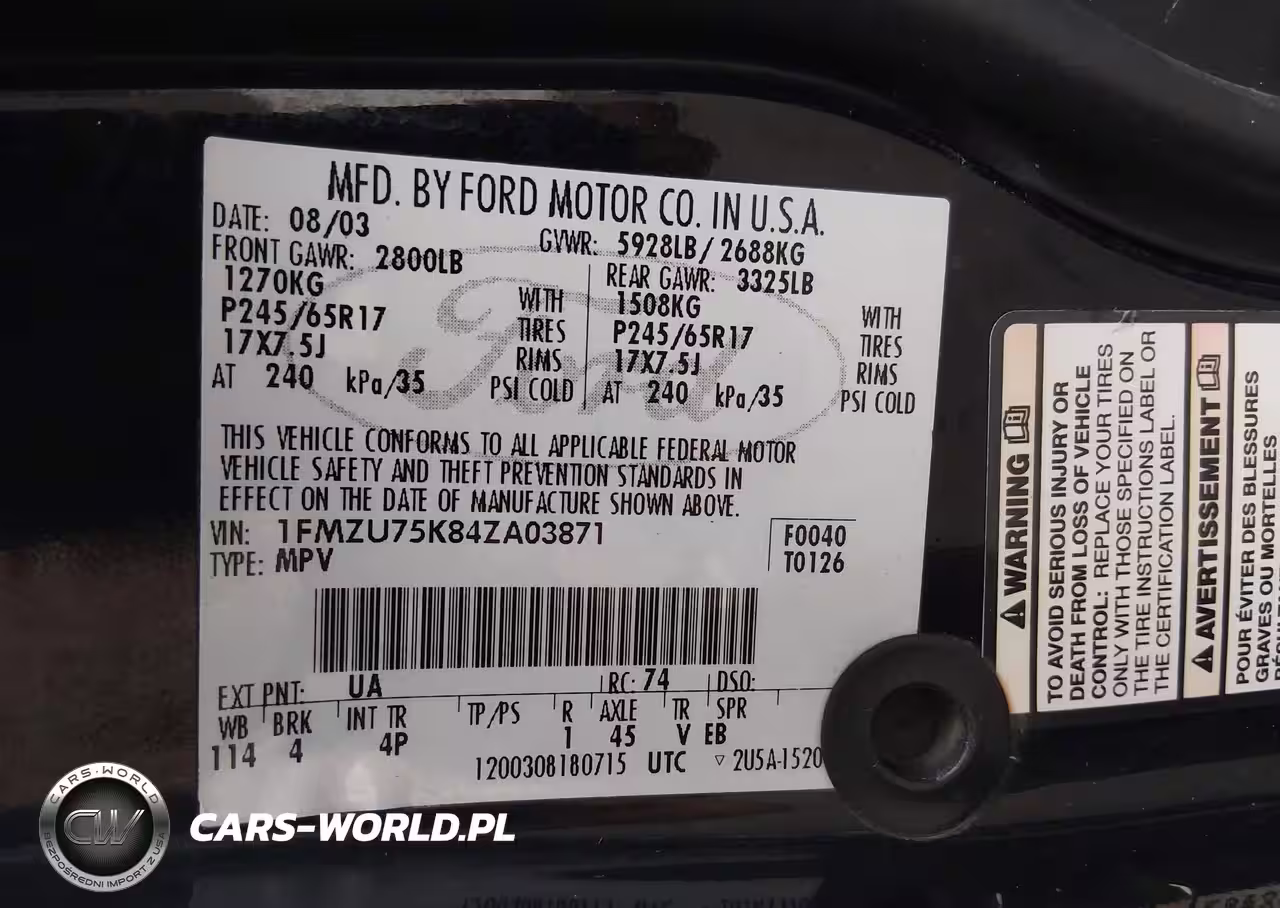 MFD. BY FORD MOTOR CO. IN U.S.A.
DATE: 08/03
GVWR: 5928LB/2688KG
FRONT GAWR: 2800LB
1270KG
WITH
P245/65R17
TIRES
17X7.5J
RIMS
AT 240 kPa/35 PSI COLD
REAR GAWR: 3325LB
1508KG
WITH
P245/65R17
TIRES
17X7.5J
RIMS
AT 240 kPa/35 PSI COLD
Ford
THIS VEHICLE CONFORMS TO ALL APPLICABLE FEDERAL MOTOR
VEHICLE SAFETY AND THEFT PREVENTION STANDARDS IN
EFFECT ON THE DATE OF MANUFACTURE SHOWN ABOVE.
VIN: 1FMZU75K84ZA03871
F0040
TYPE: MPV
T0126
EXT PNT: UA
RC: 74
DSO:
WB BRK INT TR TP/PS R AXLE TR SPR
114 4 4P 1 45 V EB
1200308180715 UTC ▽ 2U5A-1520
⚠ WARNING
TO AVOID SERIOUS INJURY OR
DEATH FROM LOSS OF VEHICLE
CONTROL: REPLACE YOUR TIRES
ONLY WITH THOSE SPECIFIED ON
THE TIRE INSTRUCTIONS LABEL OR
THE CERTIFICATION LABEL.
⚠ AVERTISSEMENT
POUR ÉVITER DES BLESSURES
GRAVES OU MORTELLES
CARS-WORLD
CW
BEZPOŚREDNI IMPORT Z USA
CARS-WORLD.PL